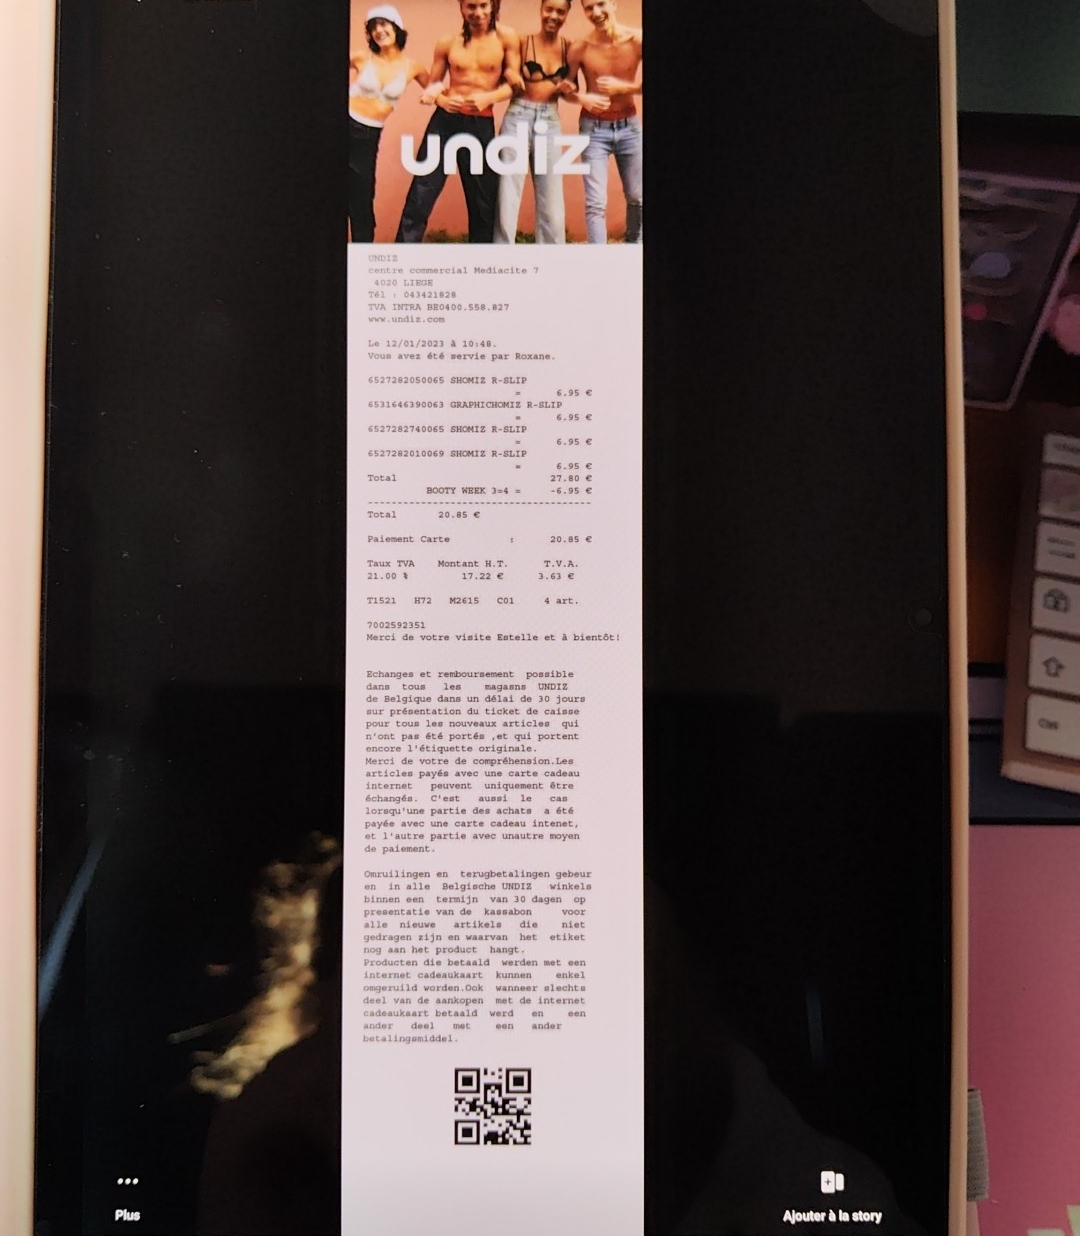 undiz
UNDIZ
centre commercial Mediacite 7
4020 LIEGE
Tél : 043421828
TVA INTRA BE0400.558.827
www.undiz.com
Le 12/01/2023 à 10:48.
Vous avez été servie par Roxane.
6527282050065 SHOMIZ R-SLIP
= 6.95 €
6531646390063 GRAPHICHOMIZ R-SLIP
= 6.95 €
6527282740065 SHOMIZ R-SLIP
= 6.95 €
6527282010069 SHOMIZ R-SLIP
= 6.95 €
Total 27.80 €
BOOTY WEEK 3=4 = -6.95 €
--------------------------------------
Total 20.85 €
Paiement Carte : 20.85 €
Taux TVA Montant H.T. T.V.A.
21.00 % 17.22 € 3.63 €
T1521 H72 M2615 C01 4 art.
7002592351
Merci de votre visite Estelle et à bientôt!
Echanges et remboursement possible
dans tous les magasns UNDIZ
de Belgique dans un délai de 30 jours
sur présentation du ticket de caisse
pour tous les nouveaux articles qui
n'ont pas été portés ,et qui portent
encore l'étiquette originale.
Merci de votre de compréhension.Les
articles payés avec une carte cadeau
internet peuvent uniquement être
échangés. C'est aussi le cas
lorsqu'une partie des achats a été
payée avec une carte cadeau intenet,
et l'autre partie avec unautre moyen
de paiement.
Omruilingen en terugbetalingen gebeur
en in alle Belgische UNDIZ winkels
binnen een termijn van 30 dagen op
presentatie van de kassabon voor
alle nieuwe artikels die niet
gedragen zijn en waarvan het etiket
nog aan het product hangt.
Producten die betaald werden met een
internet cadeaukaart kunnen enkel
omgeruild worden.Ook wanneer slechts
deel van de aankopen met de internet
cadeaukaart betaald werd en een
ander deel met een ander
betalingsmiddel.
Plus
Ajouter à la story